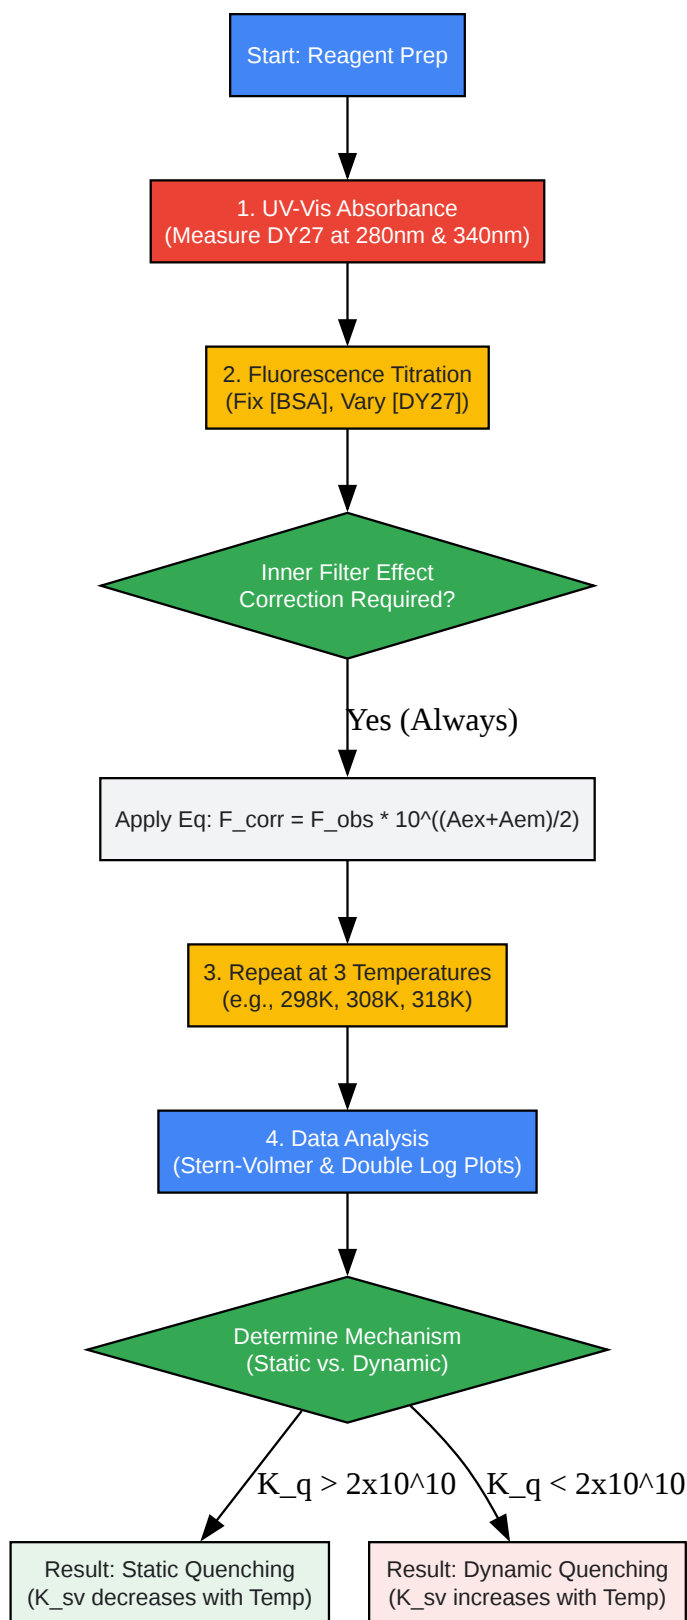 Start: Reagent Prep
1. UV-Vis Absorbance
(Measure DY27 at 280nm & 340nm)
2. Fluorescence Titration
(Fix [BSA], Vary [DY27])
Inner Filter Effect
Correction Required?
Yes (Always)
Apply Eq: F_corr = F_obs * 10^((Aex+Aem)/2)
3. Repeat at 3 Temperatures
(e.g., 298K, 308K, 318K)
4. Data Analysis
(Stern-Volmer & Double Log Plots)
Determine Mechanism
(Static vs. Dynamic)
K_q > 2x10^10
K_q < 2x10^10
Result: Static Quenching
(K_sv decreases with Temp)
Result: Dynamic Quenching
(K_sv increases with Temp)